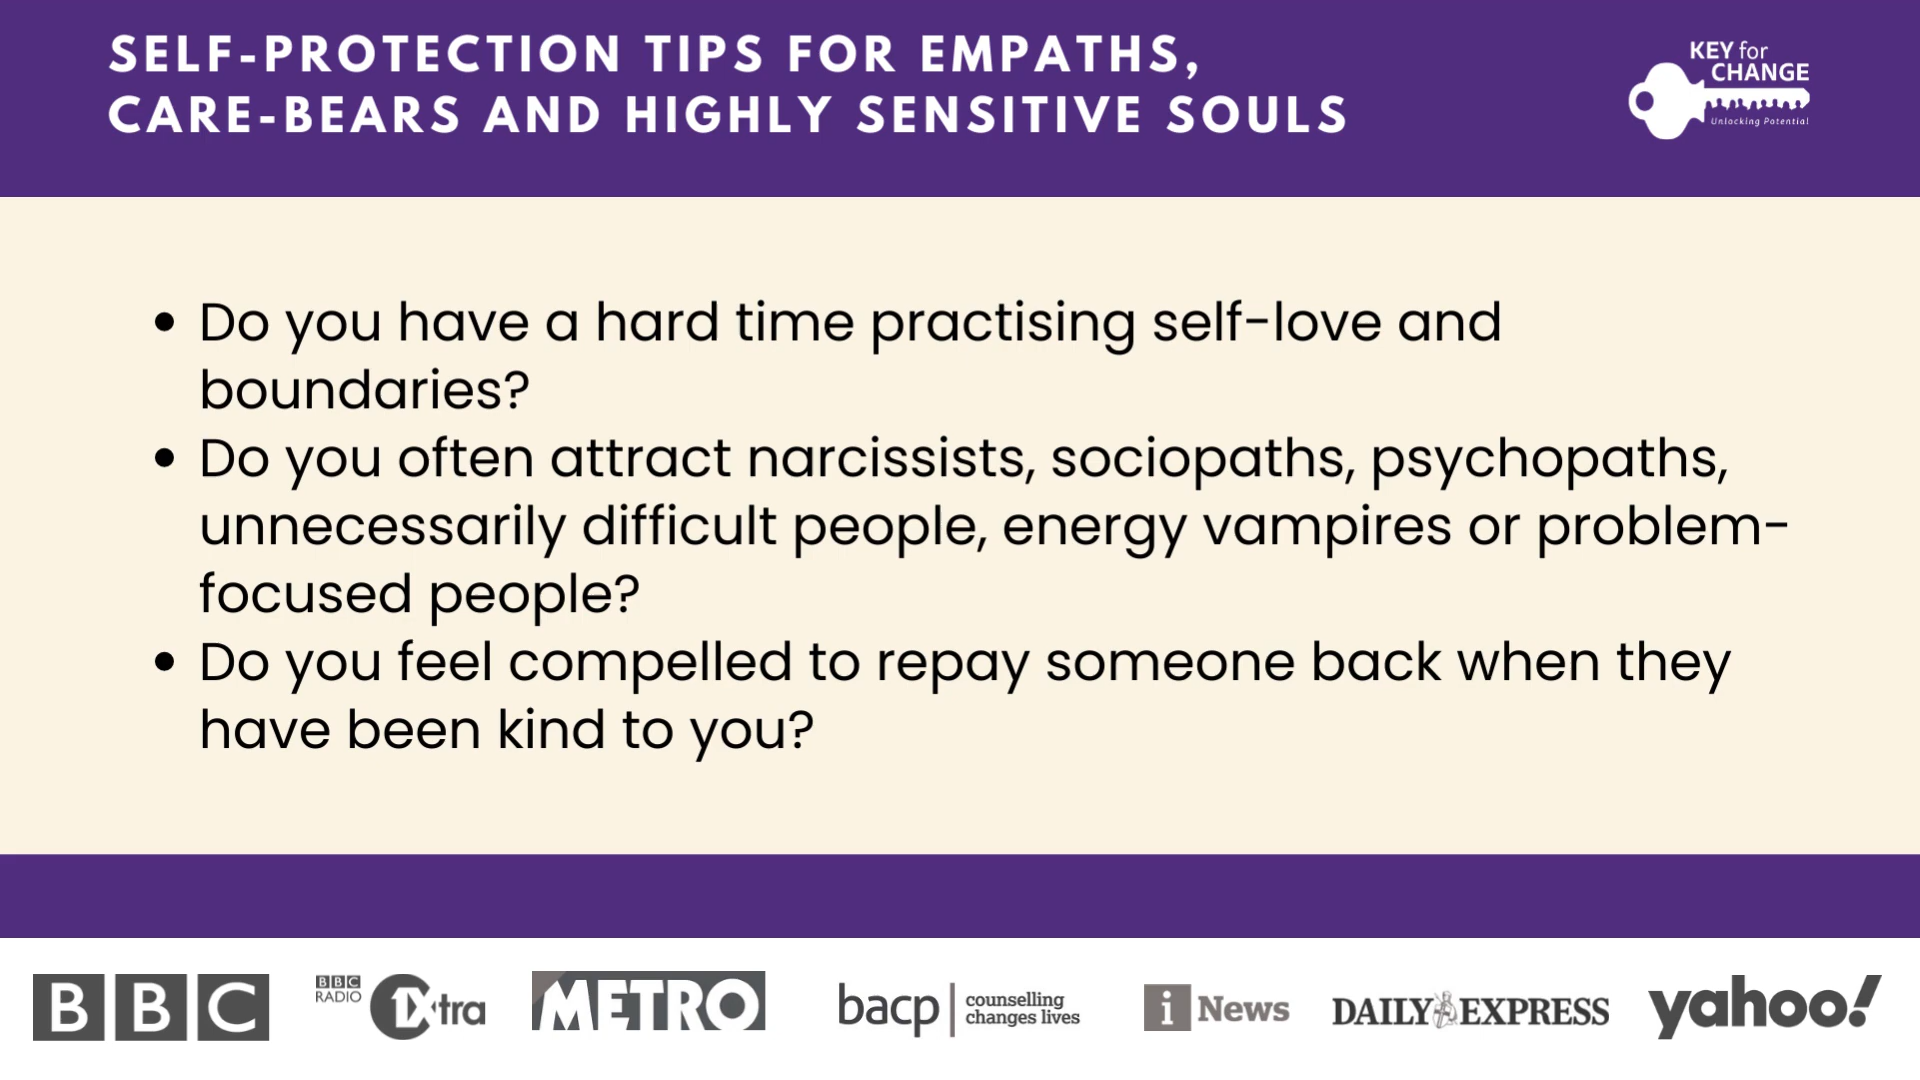 SELF-PROTECTION TIPS FOR EMPATHS,
CARE-BEARS AND HIGHLY SENSITIVE SOULS
KEY for
CHANGE
Unlocking Potential
• Do you have a hard time practising self-love and
boundaries?
• Do you often attract narcissists, sociopaths, psychopaths,
unnecessarily difficult people, energy vampires or problem-
focused people?
• Do you feel compelled to repay someone back when they
have been kind to you?
BBC
BBC
RADIO
1Xtra
METRO
bacp
counselling
changes lives
i News
DAILY EXPRESS
yahoo!